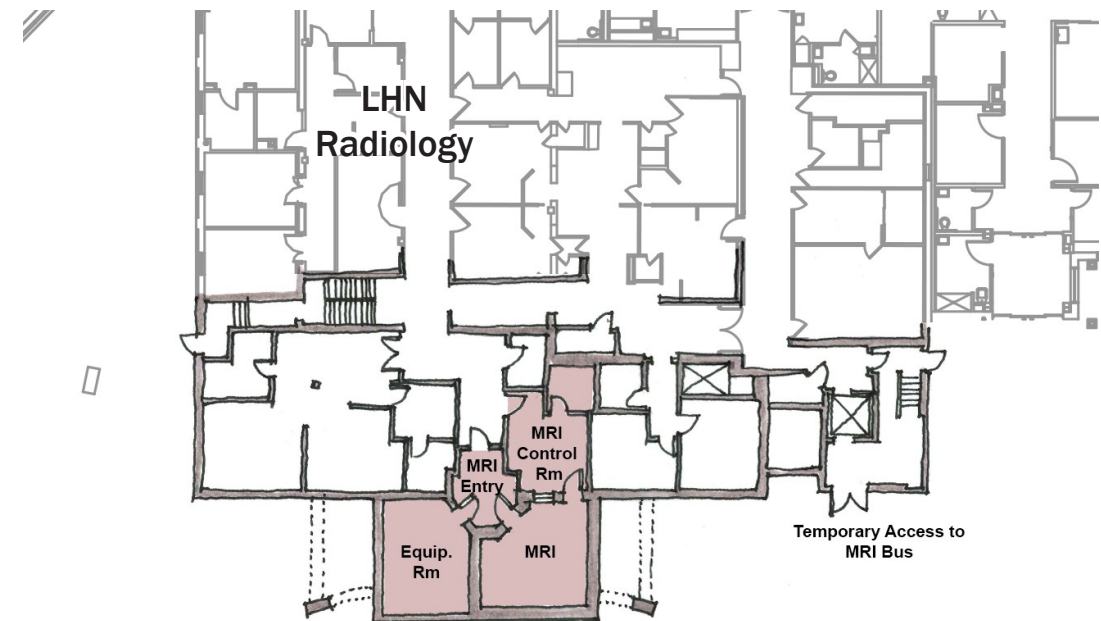 LHN
Radiology
MRI
Control
Rm
MRI
Entry
Equip.
Rm
MRI
Temporary Access to
MRI Bus